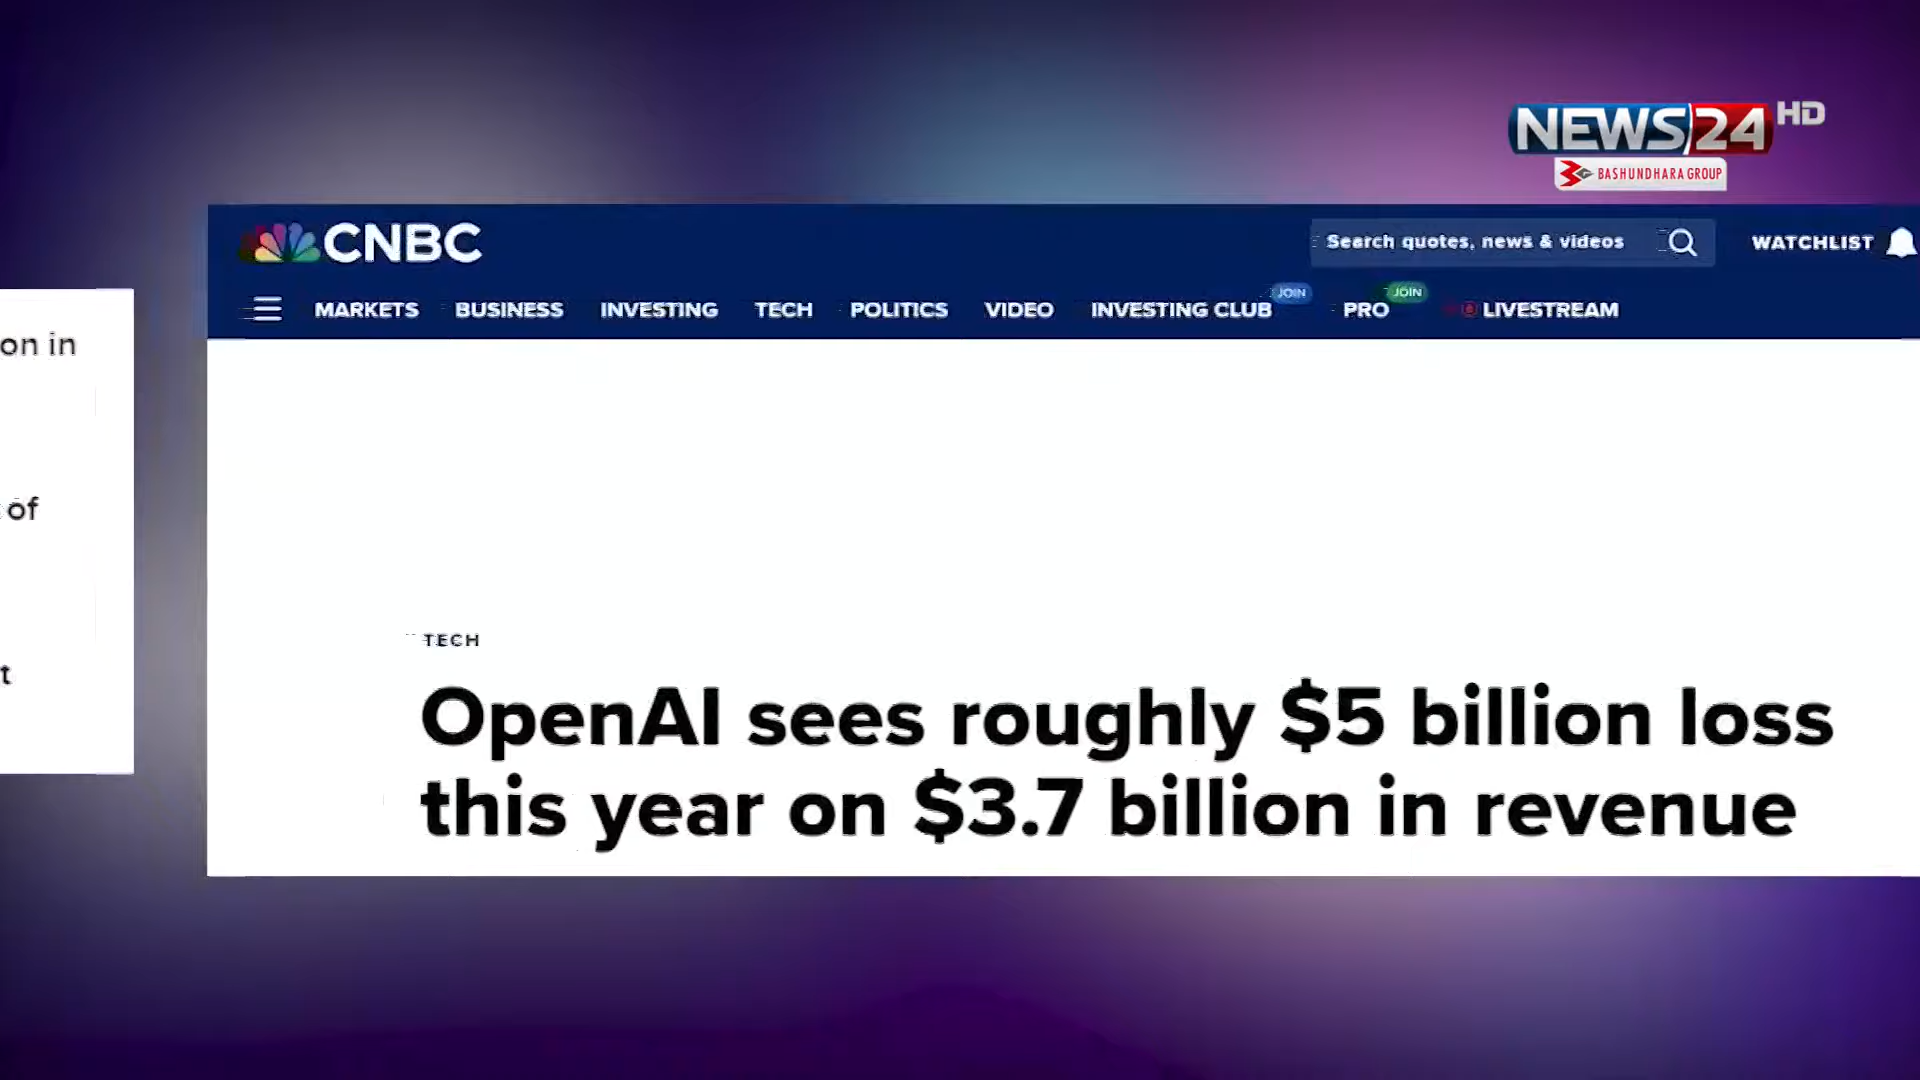 NEWS 24 HD
BASHUNDHARA GROUP
CNBC
Search quotes, news & videos
WATCHLIST
MARKETS BUSINESS INVESTING TECH POLITICS VIDEO INVESTING CLUB JOIN PRO JOIN LIVESTREAM
on in
of
t
TECH
OpenAI sees roughly $5 billion loss
this year on $3.7 billion in revenue